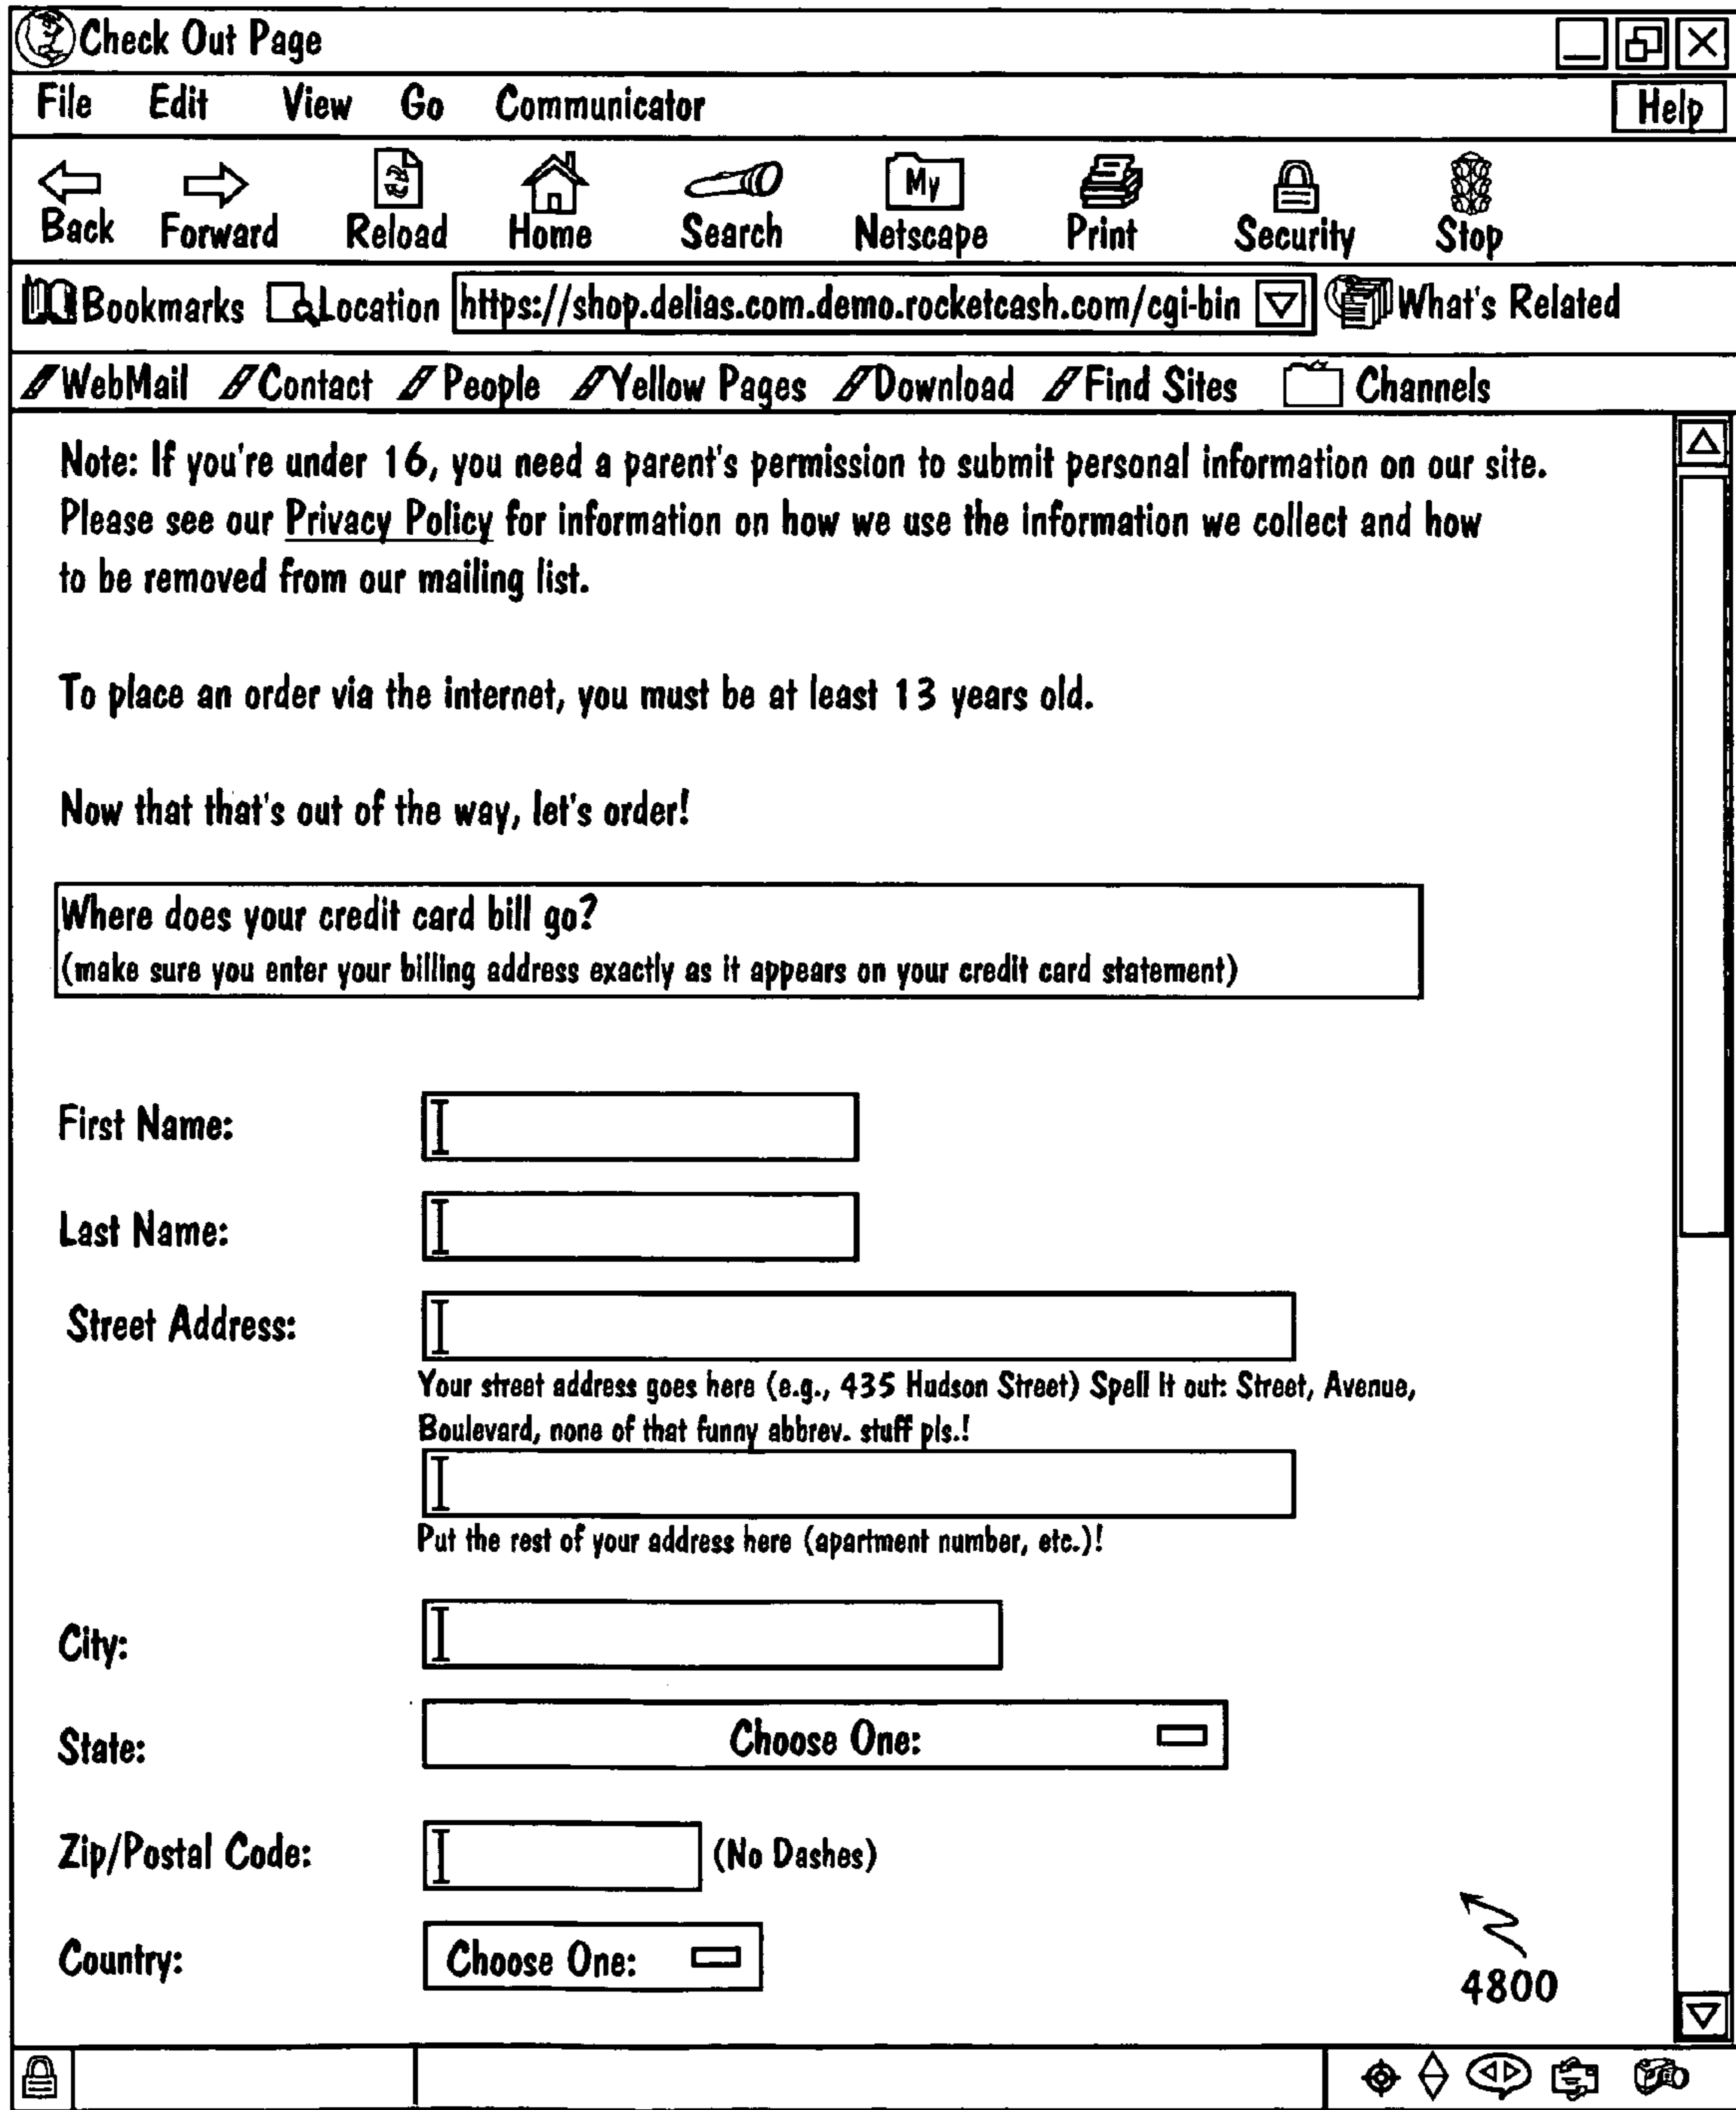 Check Out Page
File Edit View Go Communicator Help
My
Back Forward Reload Home Search Netscape Print Security Stop
Bookmarks Location https://shop.delias.com.demo.rocketcash.com/cgi-bin What's Related
WebMail Contact People Yellow Pages Download Find Sites Channels
Note: If you're under 16, you need a parent's permission to submit personal information on our site.
Please see our Privacy Policy for information on how we use the information we collect and how
to be removed from our mailing list.
To place an order via the internet, you must be at least 13 years old.
Now that that's out of the way, let's order!
Where does your credit card bill go?
(make sure you enter your billing address exactly as it appears on your credit card statement)
First Name:
Last Name:
Street Address:
Your street address goes here (e.g., 435 Hudson Street) Spell It out: Street, Avenue,
Boulevard, none of that funny abbrev. stuff pls.!
Put the rest of your address here (apartment number, etc.)!
City:
State: Choose One:
Zip/Postal Code: (No Dashes)
Country: Choose One:
4800